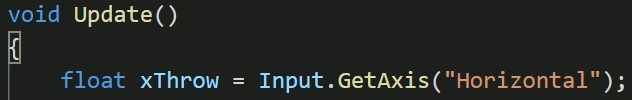 void Update()
{
float xThrow = Input.GetAxis("Horizontal");